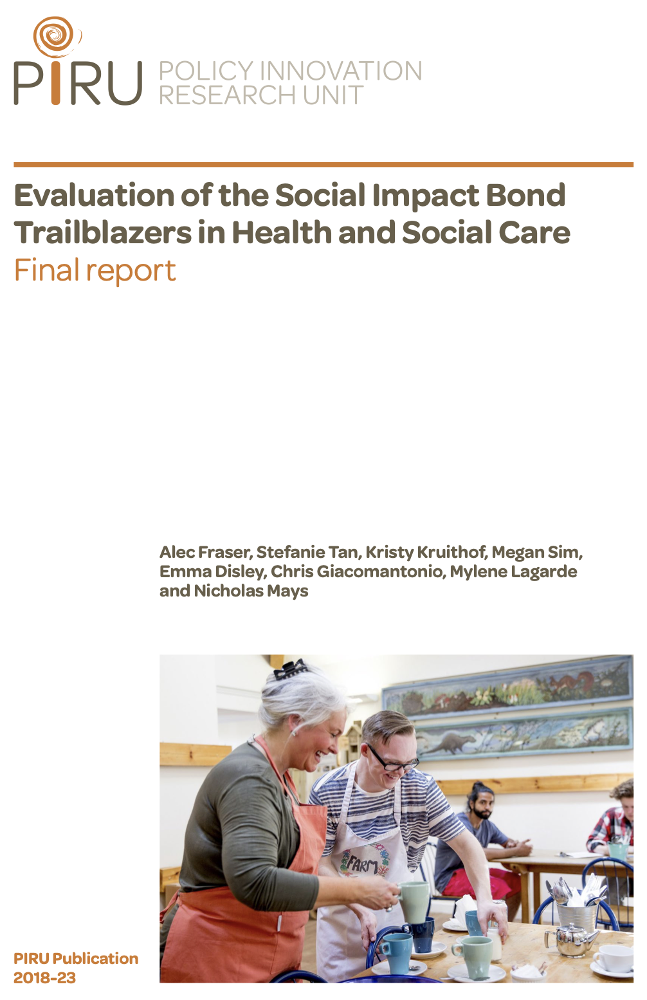 PiRU
POLICY INNOVATION
RESEARCH UNIT
Evaluation of the Social Impact Bond
Trailblazers in Health and Social Care
Final report
Alec Fraser, Stefanie Tan, Kristy Kruithof, Megan Sim,
Emma Disley, Chris Giacomantonio, Mylene Lagarde
and Nicholas Mays
FARM
PIRU Publication
2018-23